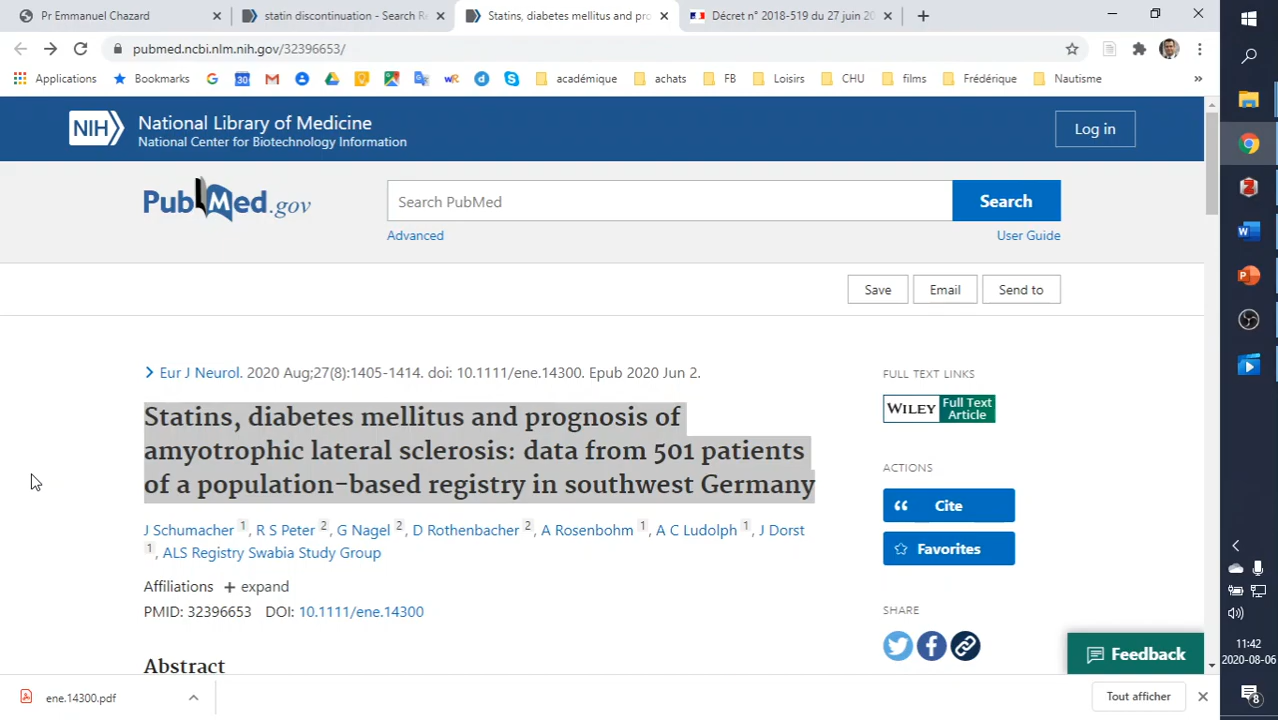 Pr Emmanuel Chazard
statin discontinuation - Search Re
Statins, diabetes mellitus and pro
Décret n° 2018-519 du 27 juin 20
pubmed.ncbi.nlm.nih.gov/32396653/
Applications Bookmarks académique achats FB Loisirs CHU films Frédérique Nautisme »
NIH National Library of Medicine
National Center for Biotechnology Information
Log in
PubMed.gov
Search PubMed
Search
Advanced
User Guide
Save Email Send to
Eur J Neurol. 2020 Aug;27(8):1405-1414. doi: 10.1111/ene.14300. Epub 2020 Jun 2.
Statins, diabetes mellitus and prognosis of
amyotrophic lateral sclerosis: data from 501 patients
of a population-based registry in southwest Germany
J Schumacher 1, R S Peter 2, G Nagel 2, D Rothenbacher 2, A Rosenbohm 1, A C Ludolph 1, J Dorst
1, ALS Registry Swabia Study Group
Affiliations + expand
PMID: 32396653 DOI: 10.1111/ene.14300
Abstract
FULL TEXT LINKS
WILEY Full Text
Article
ACTIONS
Cite
Favorites
SHARE
Feedback
ene.14300.pdf
Tout afficher
11:42
2020-08-06
8